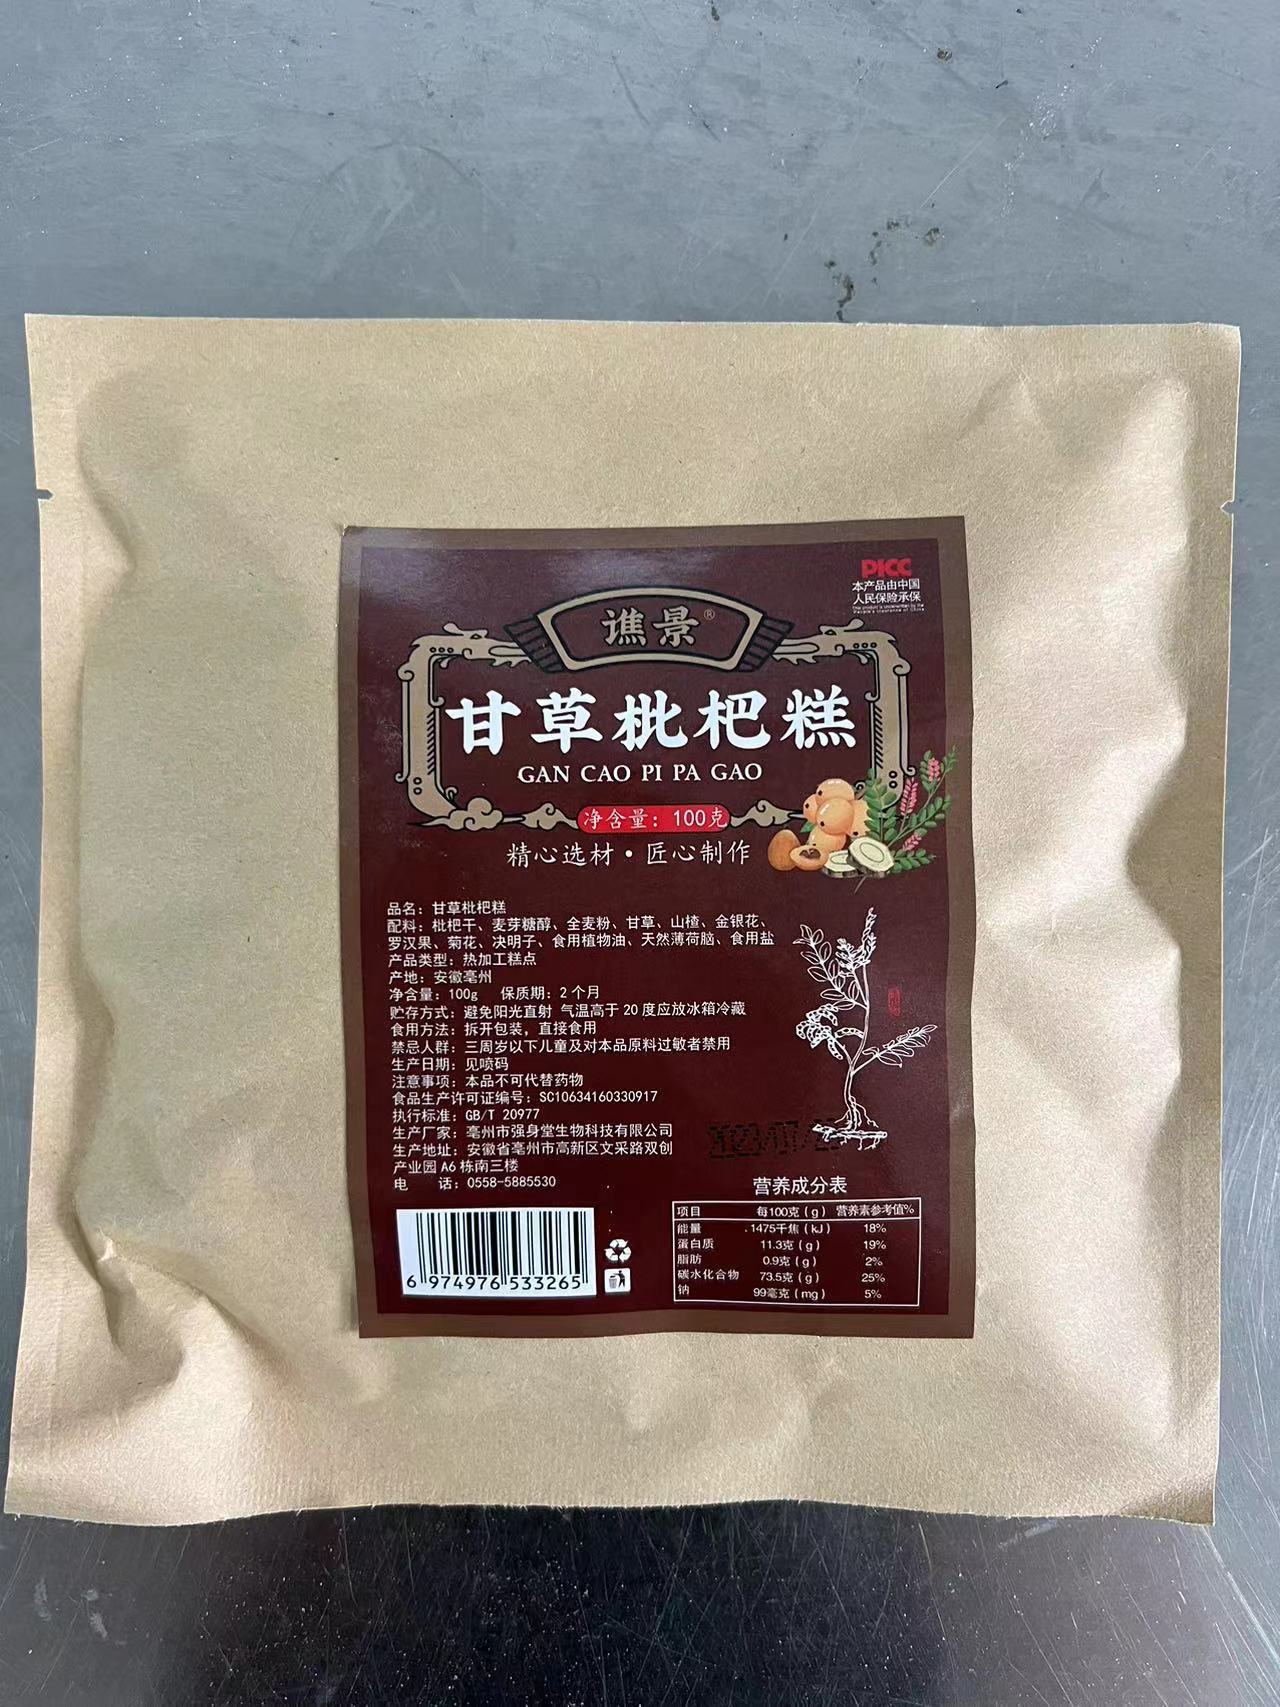 PICC
本产品由中国
人民保险承保
谯景®
甘草枇杷糕
GAN CAO PI PA GAO
净含量：100克
精心选材·匠心制作
品名：甘草枇杷糕
配料：枇杷干、麦芽糖醇、全麦粉、甘草、山楂、金银花、
罗汉果、菊花、决明子、食用植物油、天然薄荷脑、食用盐
产品类型：热加工糕点
产地：安徽亳州
净含量：100g 保质期：2个月
贮存方式：避免阳光直射 气温高于20度应放冰箱冷藏
食用方法：拆开包装，直接食用
禁忌人群：三周岁以下儿童及对本品原料过敏者禁用
生产日期：见喷码
注意事项：本品不可代替药物
食品生产许可证编号：SC10634160330917
执行标准：GB/T 20977
生产厂家：亳州市强身堂生物科技有限公司
生产地址：安徽省亳州市高新区文采路双创
产业园A6栋南三楼
电 话：0558-5885530
6 974976 533265
营养成分表
项目 每100克（g） 营养素参考值%
能量 1475千焦（kJ） 18%
蛋白质 11.3克（g） 19%
脂肪 0.9克（g） 2%
碳水化合物 73.5克（g） 25%
钠 99毫克（mg） 5%